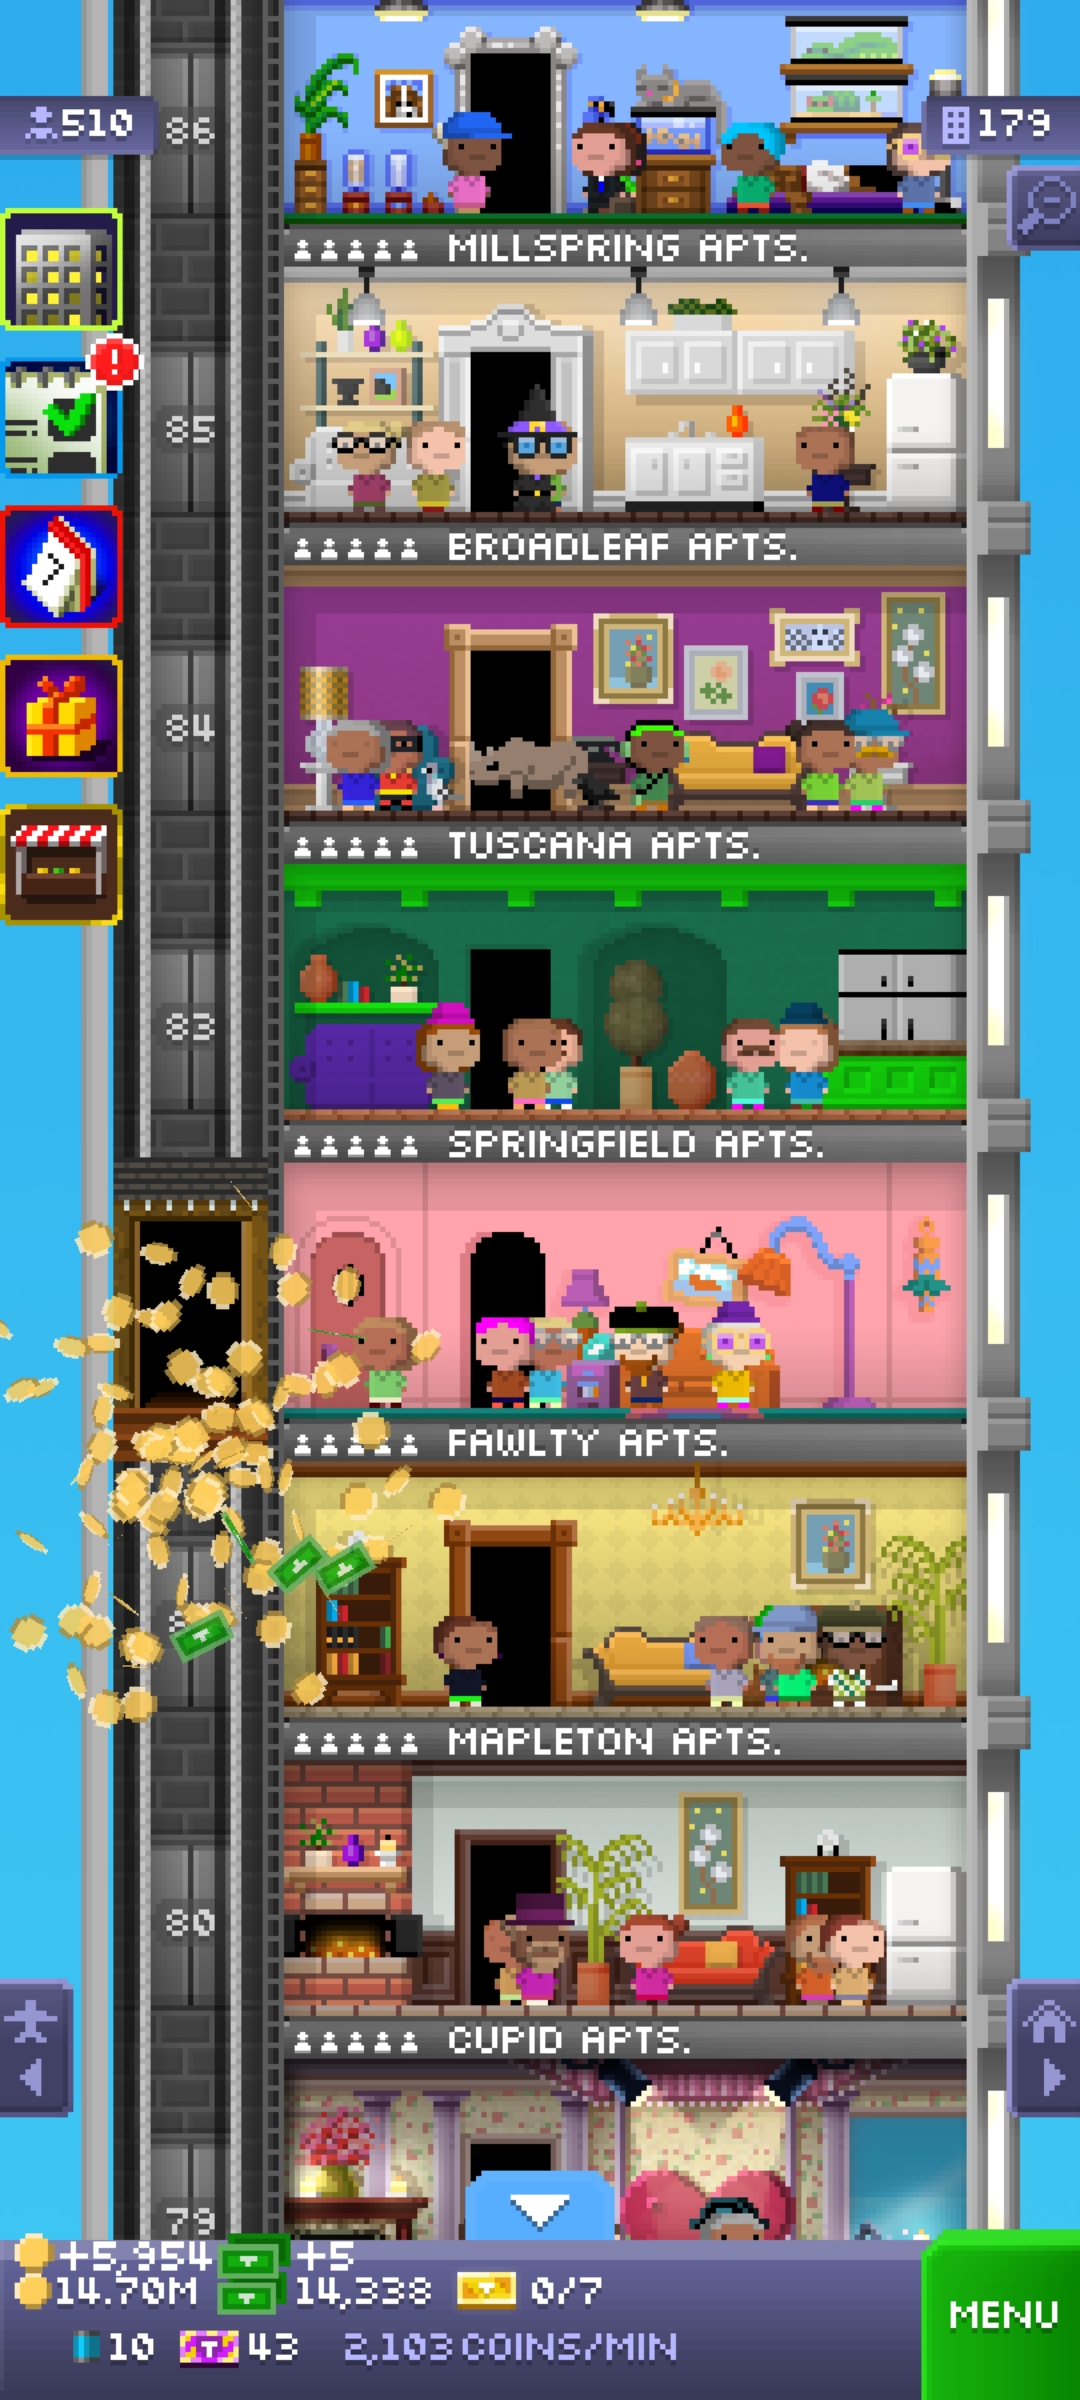 510
86
179
MILLSPRING APTS.
85
BROADLEAF APTS.
84
TUSCANA APTS.
83
SPRINGFIELD APTS.
FAWLTY APTS.
MAPLETON APTS.
80
CUPID APTS.
79
+5,954 +5
14.70M 14,338 0/7
10 43 2,103 COINS/MIN
MENU